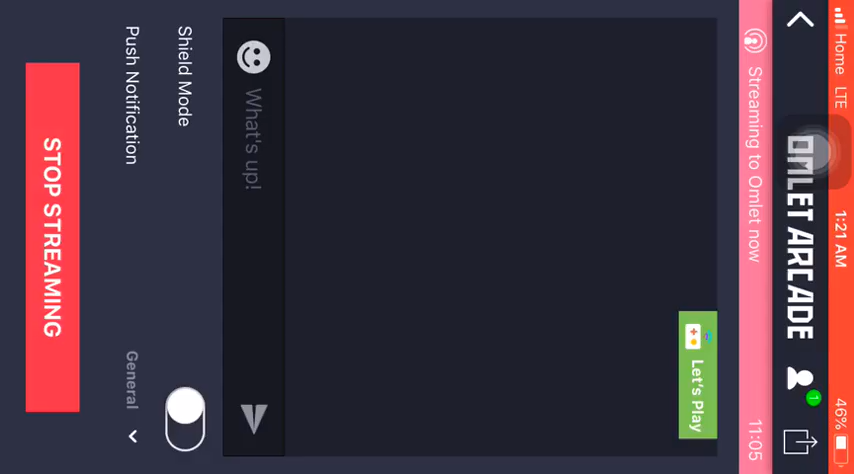 Home LTE 1:21 AM 46%
OMLET ARCADE 1
Streaming to Omlet now 11:05
Let's Play
What's up!
Shield Mode
Push Notification General
STOP STREAMING